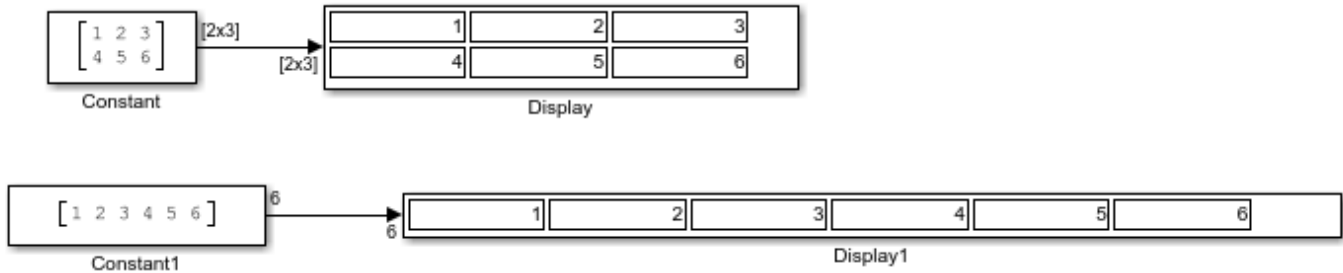 1 2 3
4 5 6
[2x3]
[2x3]
1 2 3
4 5 6
Constant
Display
[1 2 3 4 5 6]
6
6
1 2 3 4 5 6
Constant1
Display1